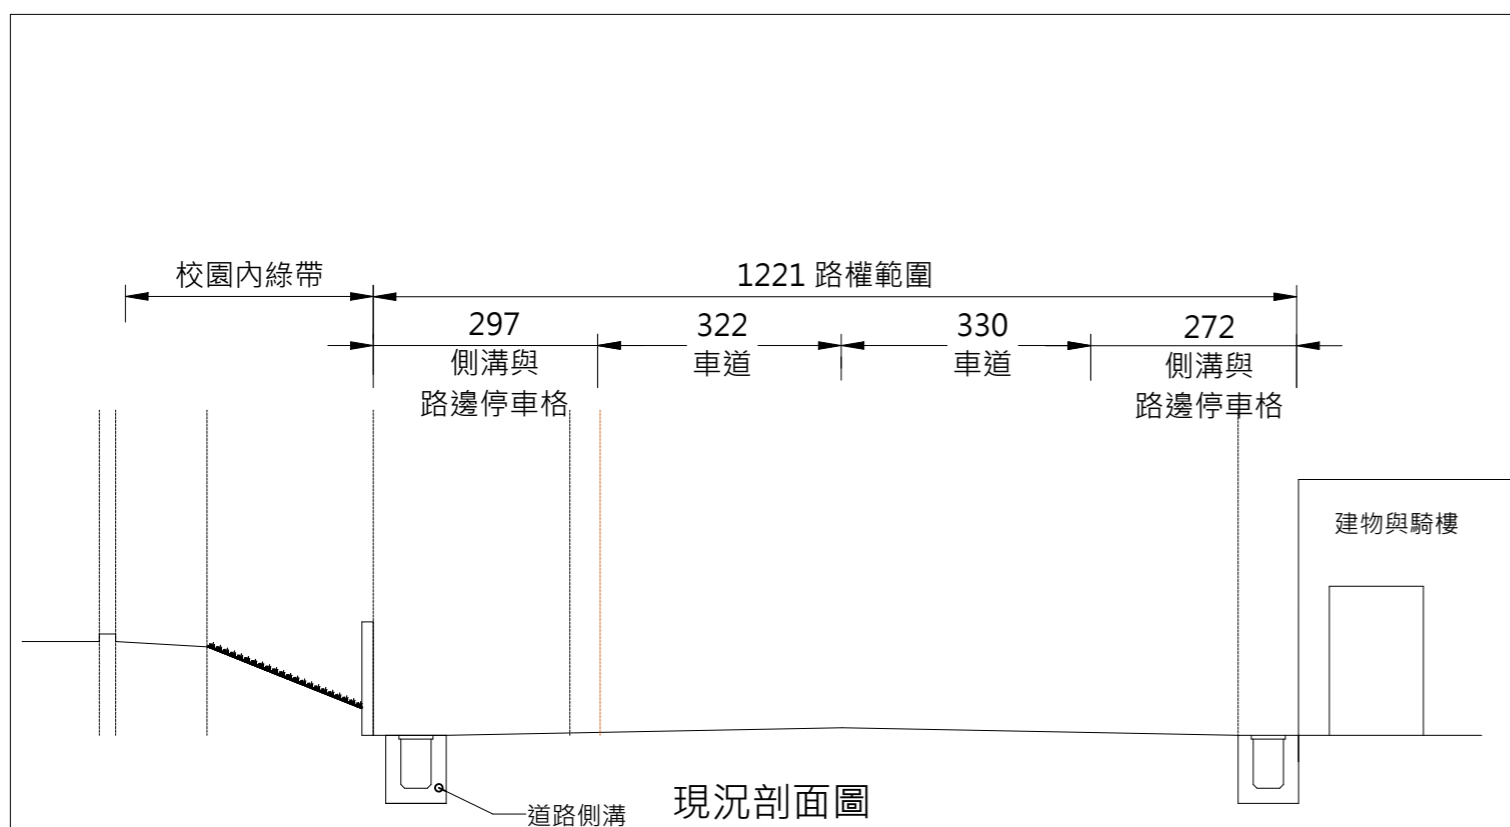 校園內綠帶
1221 路權範圍
297
側溝與
路邊停車格
322
車道
330
車道
272
側溝與
路邊停車格
建物與騎樓
道路側溝
現況剖面圖